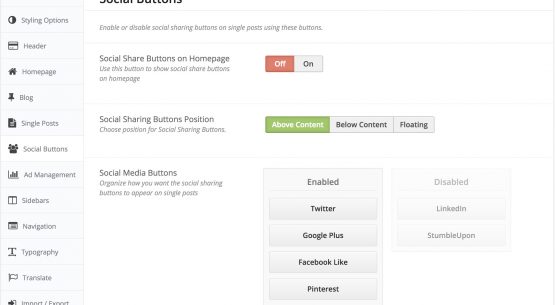 Social Buttons
Enable or disable social sharing buttons on single posts using these buttons.
Styling Options
Header
Homepage
Blog
Single Posts
Social Buttons
Ad Management
Sidebars
Navigation
Typography
Translate
Import / Export
Social Share Buttons on Homepage
Use this button to show social share buttons
on homepage
Off On
Social Sharing Buttons Position
Choose position for Social Sharing Buttons.
Above Content Below Content Floating
Social Media Buttons
Organize how you want the social sharing
buttons to appear on single posts
Enabled
Twitter
Google Plus
Facebook Like
Pinterest
Disabled
LinkedIn
StumbleUpon